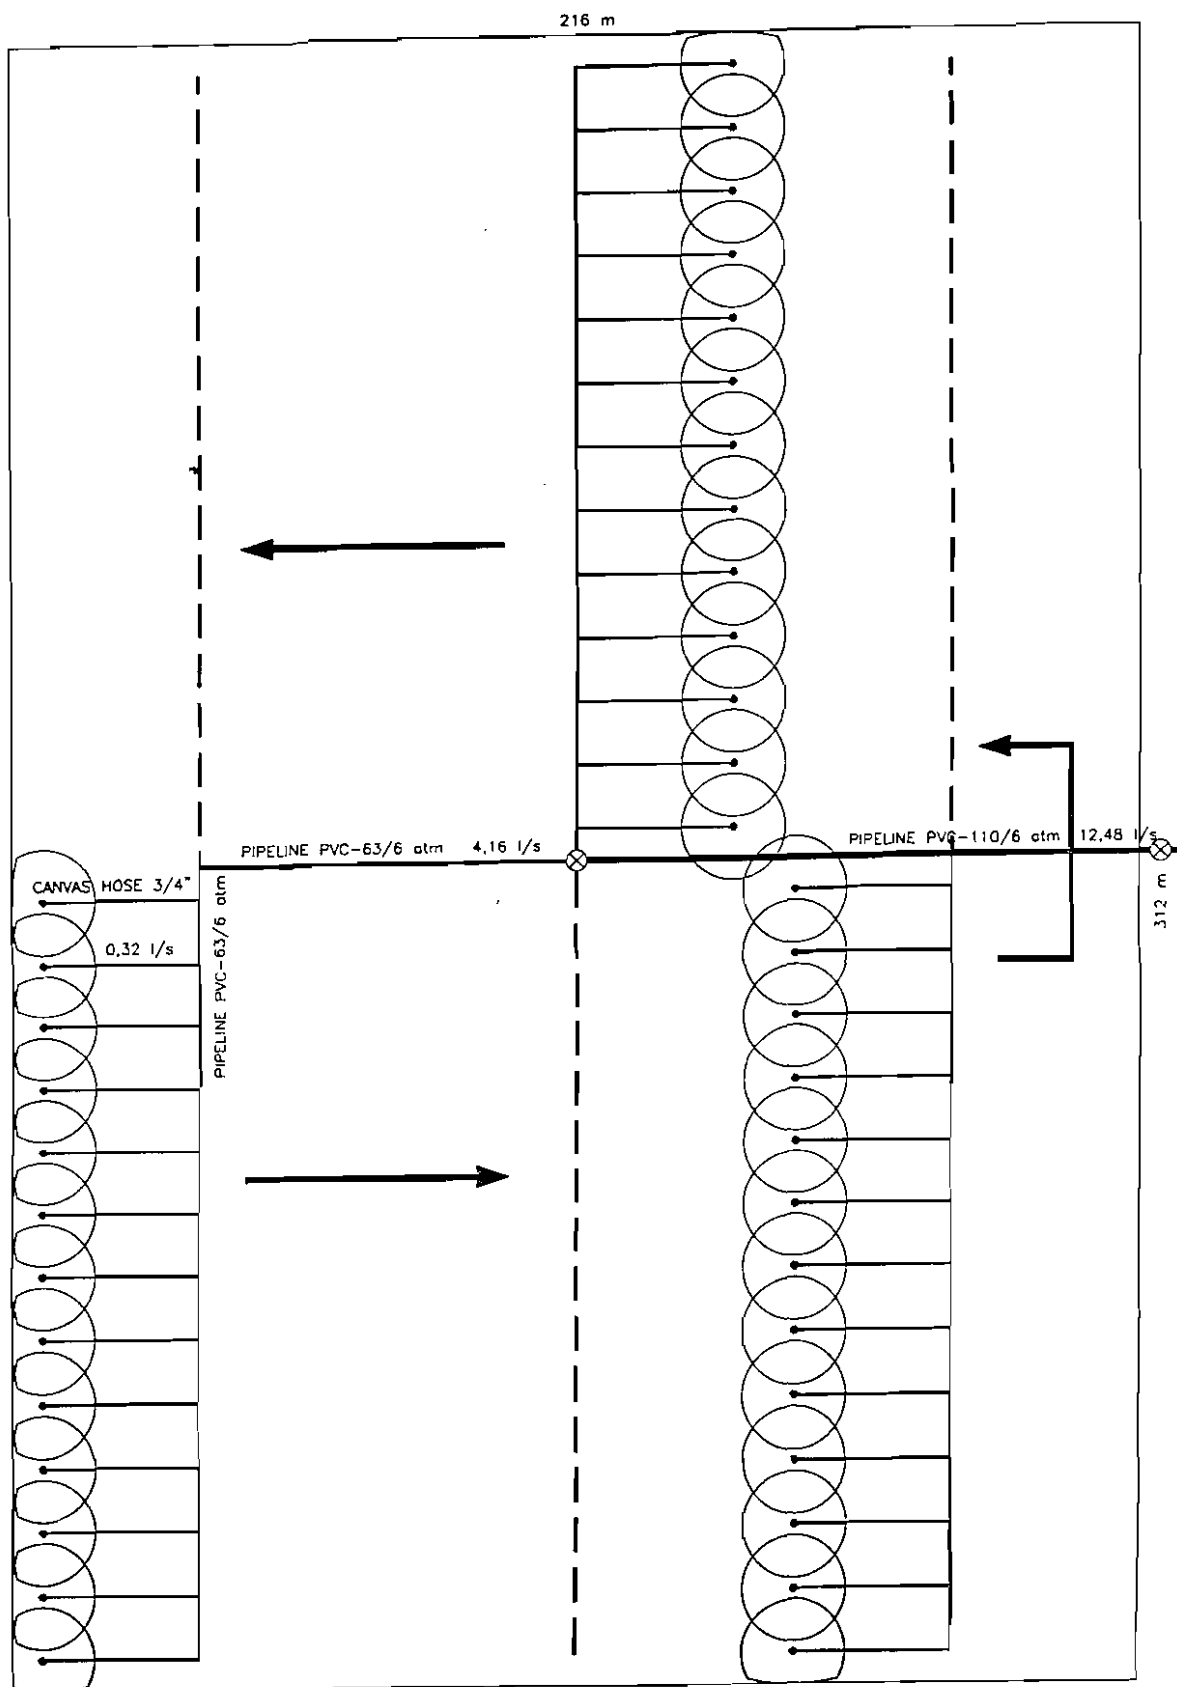 216 m
PIPELINE PVC-63/6 atm 4,16 l/s
PIPELINE PVC-110/6 atm 12,48 l/s
CANVAS HOSE 3/4"
0,32 l/s
PIPELINE PVC-63/6 atm
312 m